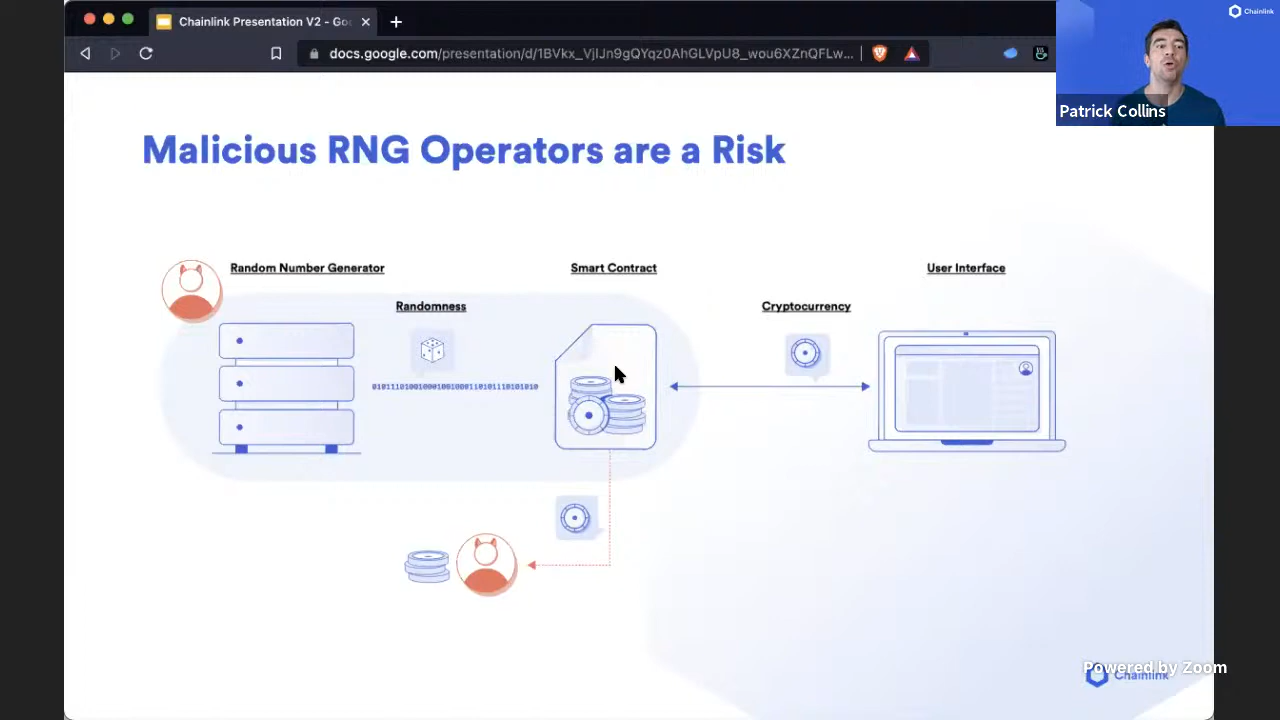 Chainlink Presentation V2 - Goo
docs.google.com/presentation/d/1BVkx_VjIJn9gQYqz0AhGLVpU8_wou6XZnQFLw...
Chainlink
Patrick Collins
Malicious RNG Operators are a Risk
Random Number Generator
Smart Contract
User Interface
Randomness
Cryptocurrency
Powered by Zoom
Chainlink